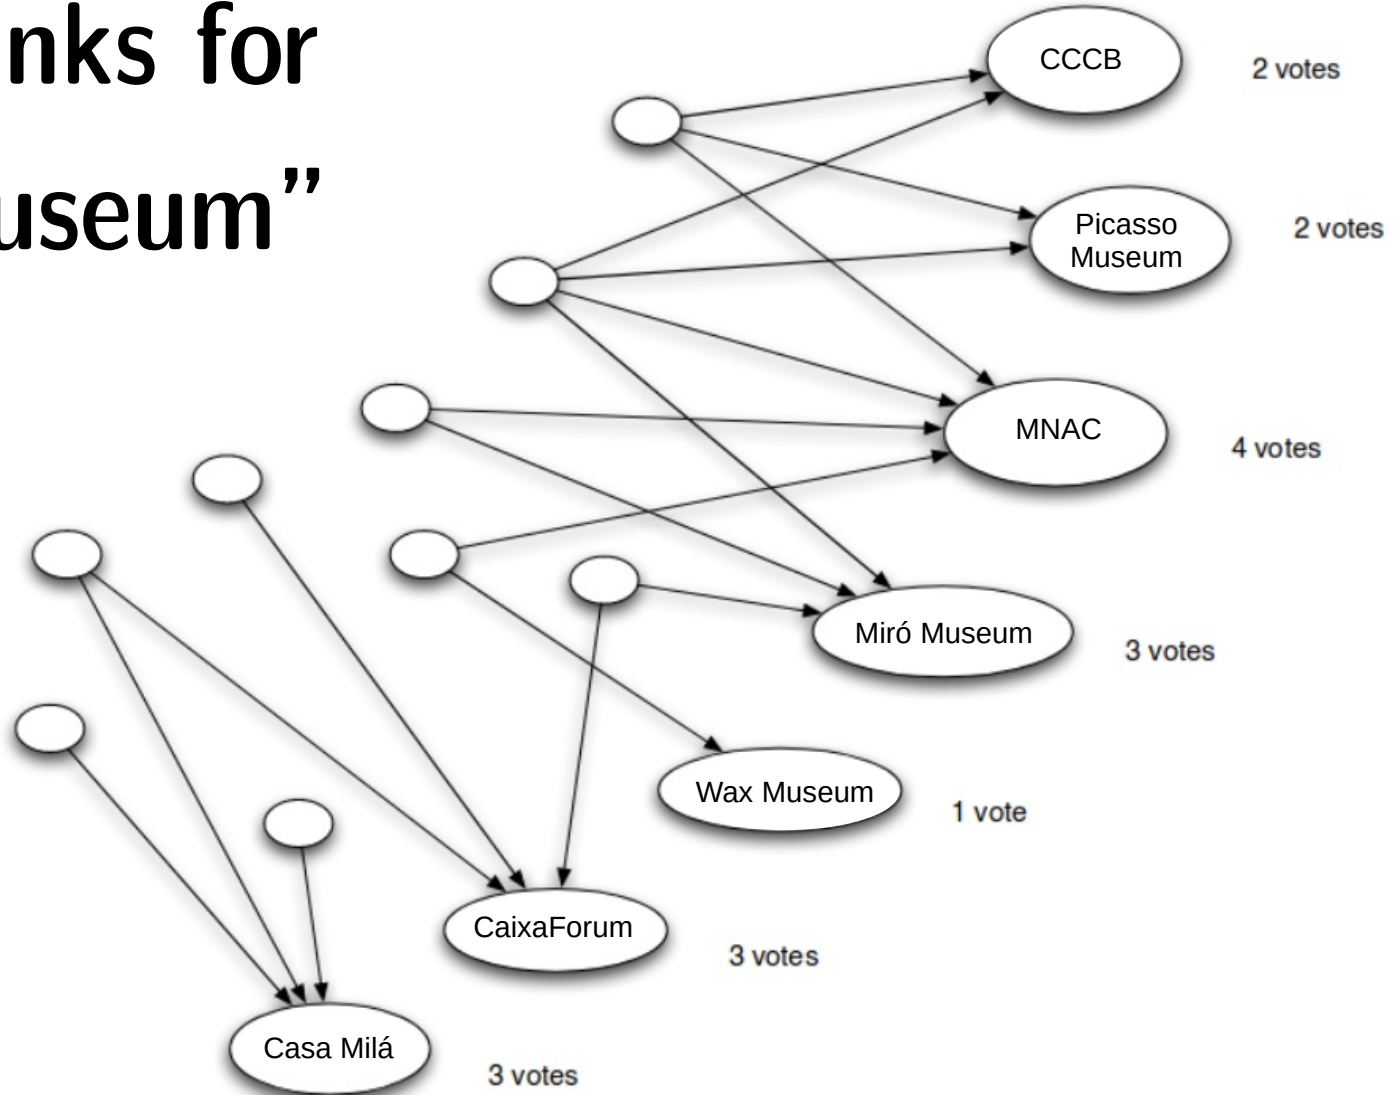 nks for
useum”
CCCB
2 votes
Picasso
Museum
2 votes
MNAC
4 votes
Miró Museum
3 votes
Wax Museum
1 vote
CaixaForum
3 votes
Casa Milá
3 votes